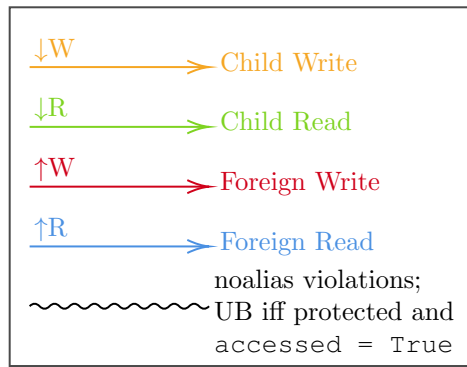 ↓W
Child Write
↓R
Child Read
↑W
Foreign Write
↑R
Foreign Read
noalias violations;
UB iff protected and
accessed = True